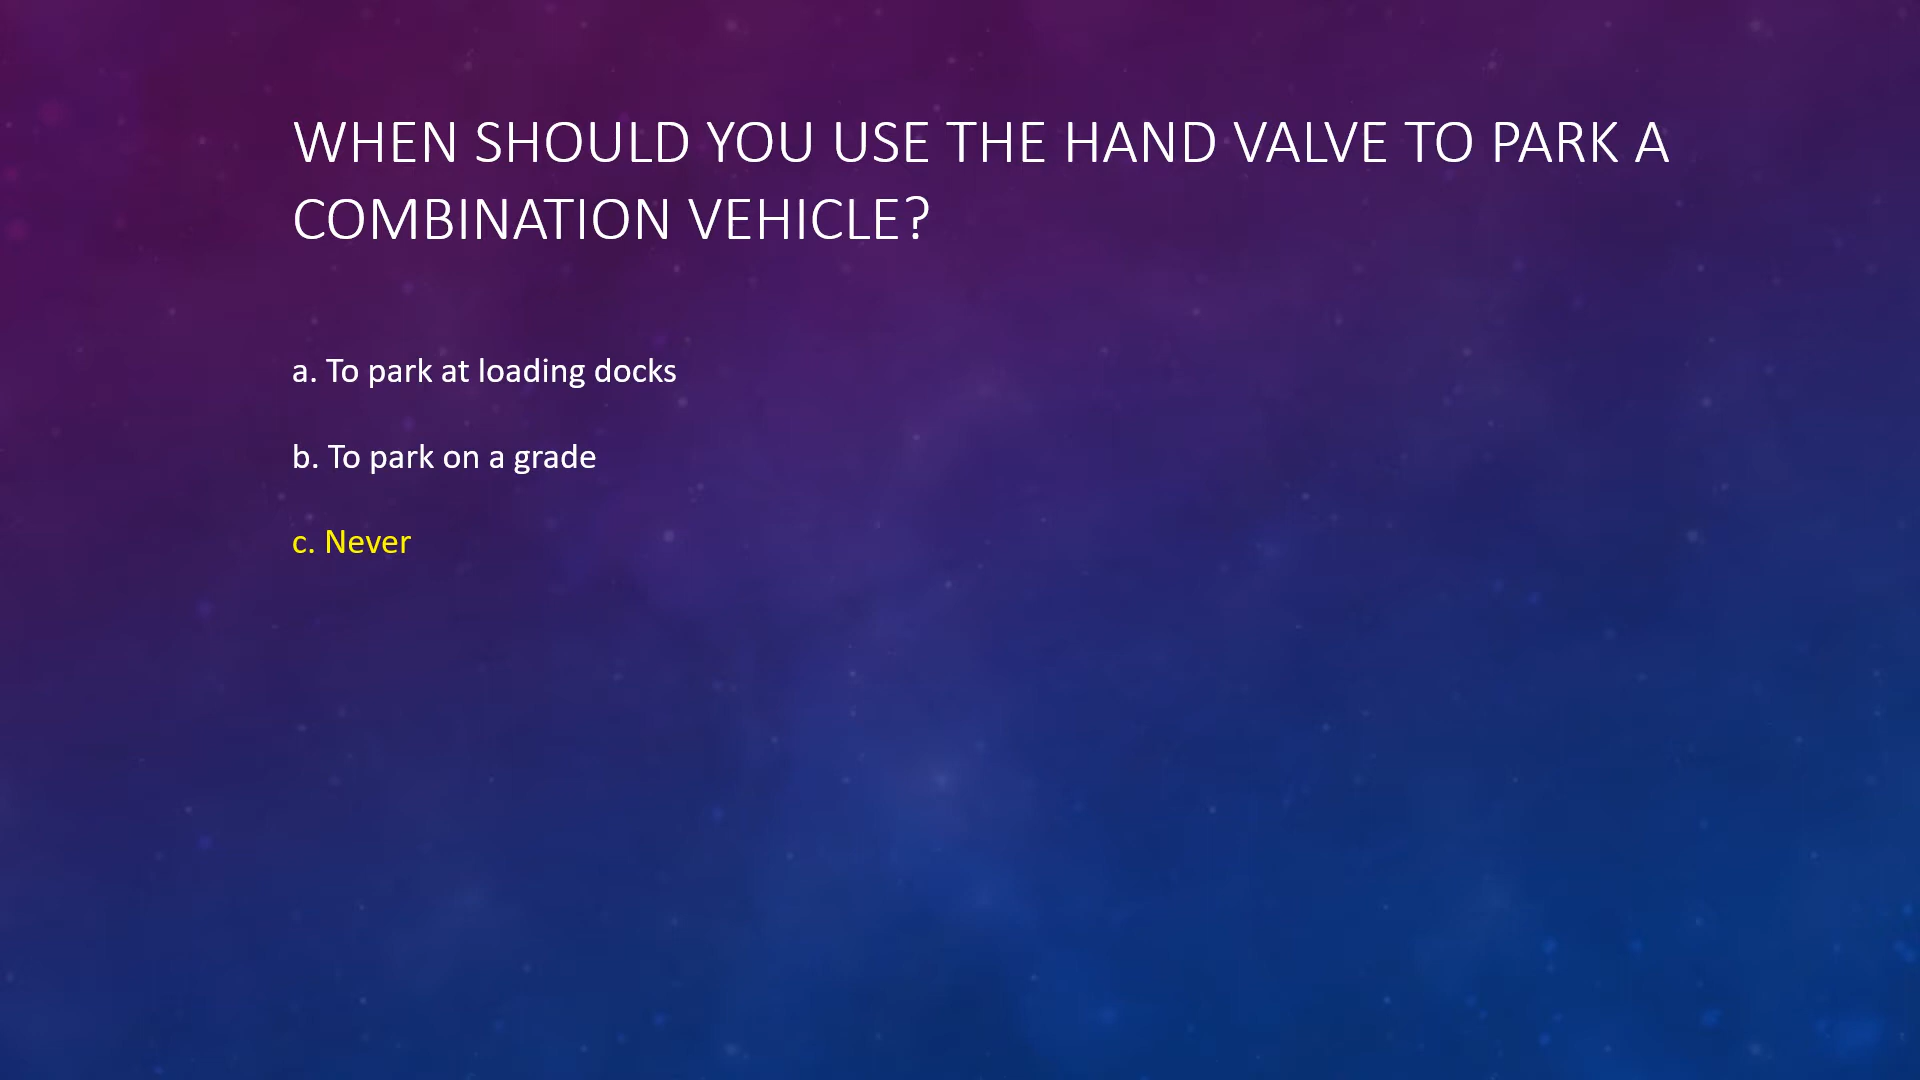 WHEN SHOULD YOU USE THE HAND VALVE TO PARK A
COMBINATION VEHICLE?
a. To park at loading docks
b. To park on a grade
c. Never